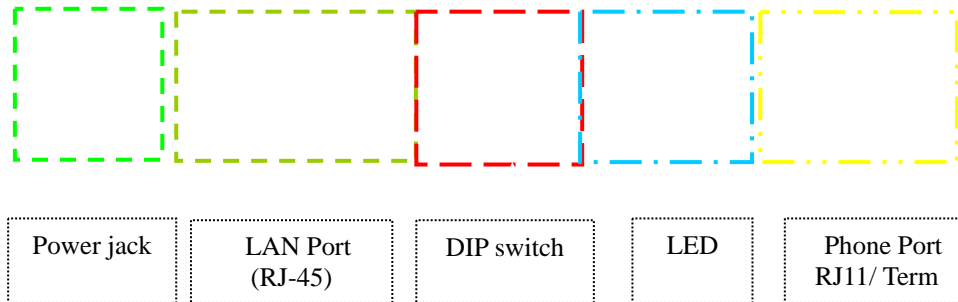 Power jack
LAN Port
(RJ-45)
DIP switch
LED
Phone Port
RJ11/ Term